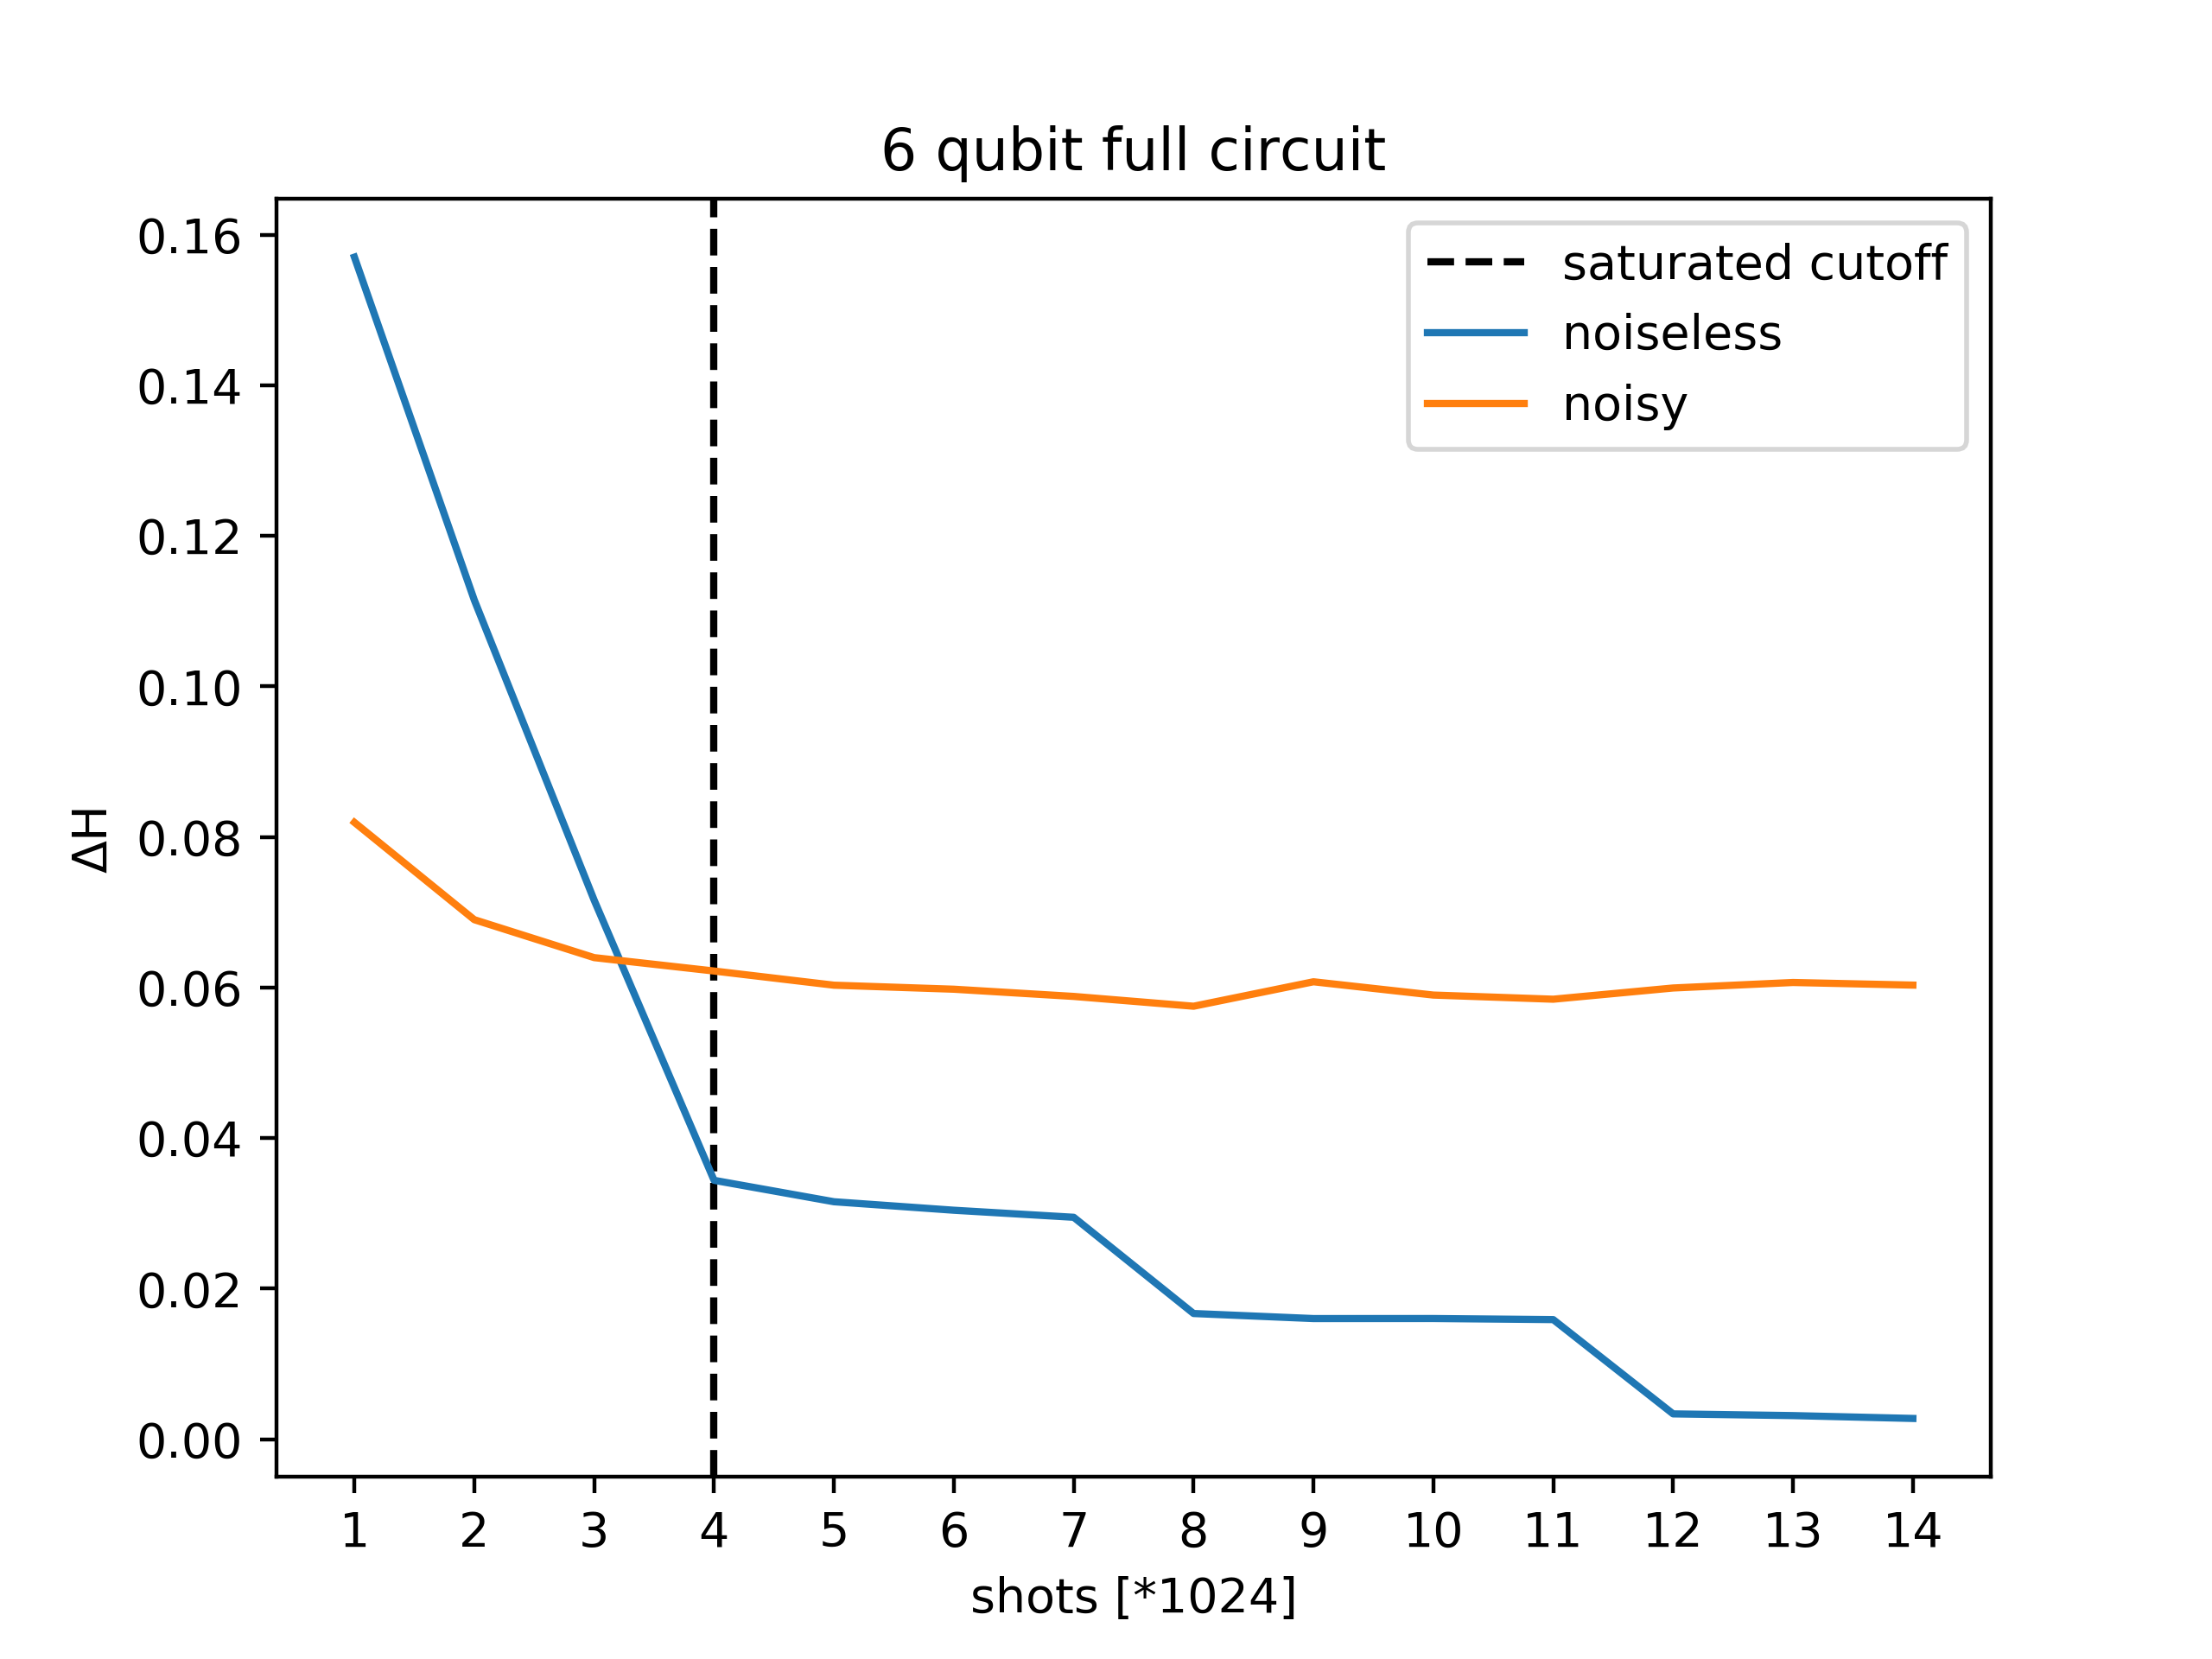 6 qubit full circuit
saturated cutoff
noiseless
noisy
ΔH
0.16
0.14
0.12
0.10
0.08
0.06
0.04
0.02
0.00
1 2 3 4 5 6 7 8 9 10 11 12 13 14
shots [*1024]